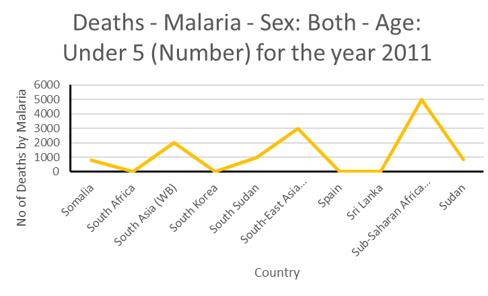 Deaths - Malaria - Sex: Both - Age:
Under 5 (Number) for the year 2011
No of Deaths by Malaria
6000
5000
4000
3000
2000
1000
0
Somalia
South Africa
South Asia (WB)
South Korea
South Sudan
South-East Asia...
Spain
Sri Lanka
Sub-Saharan Africa...
Sudan
Country